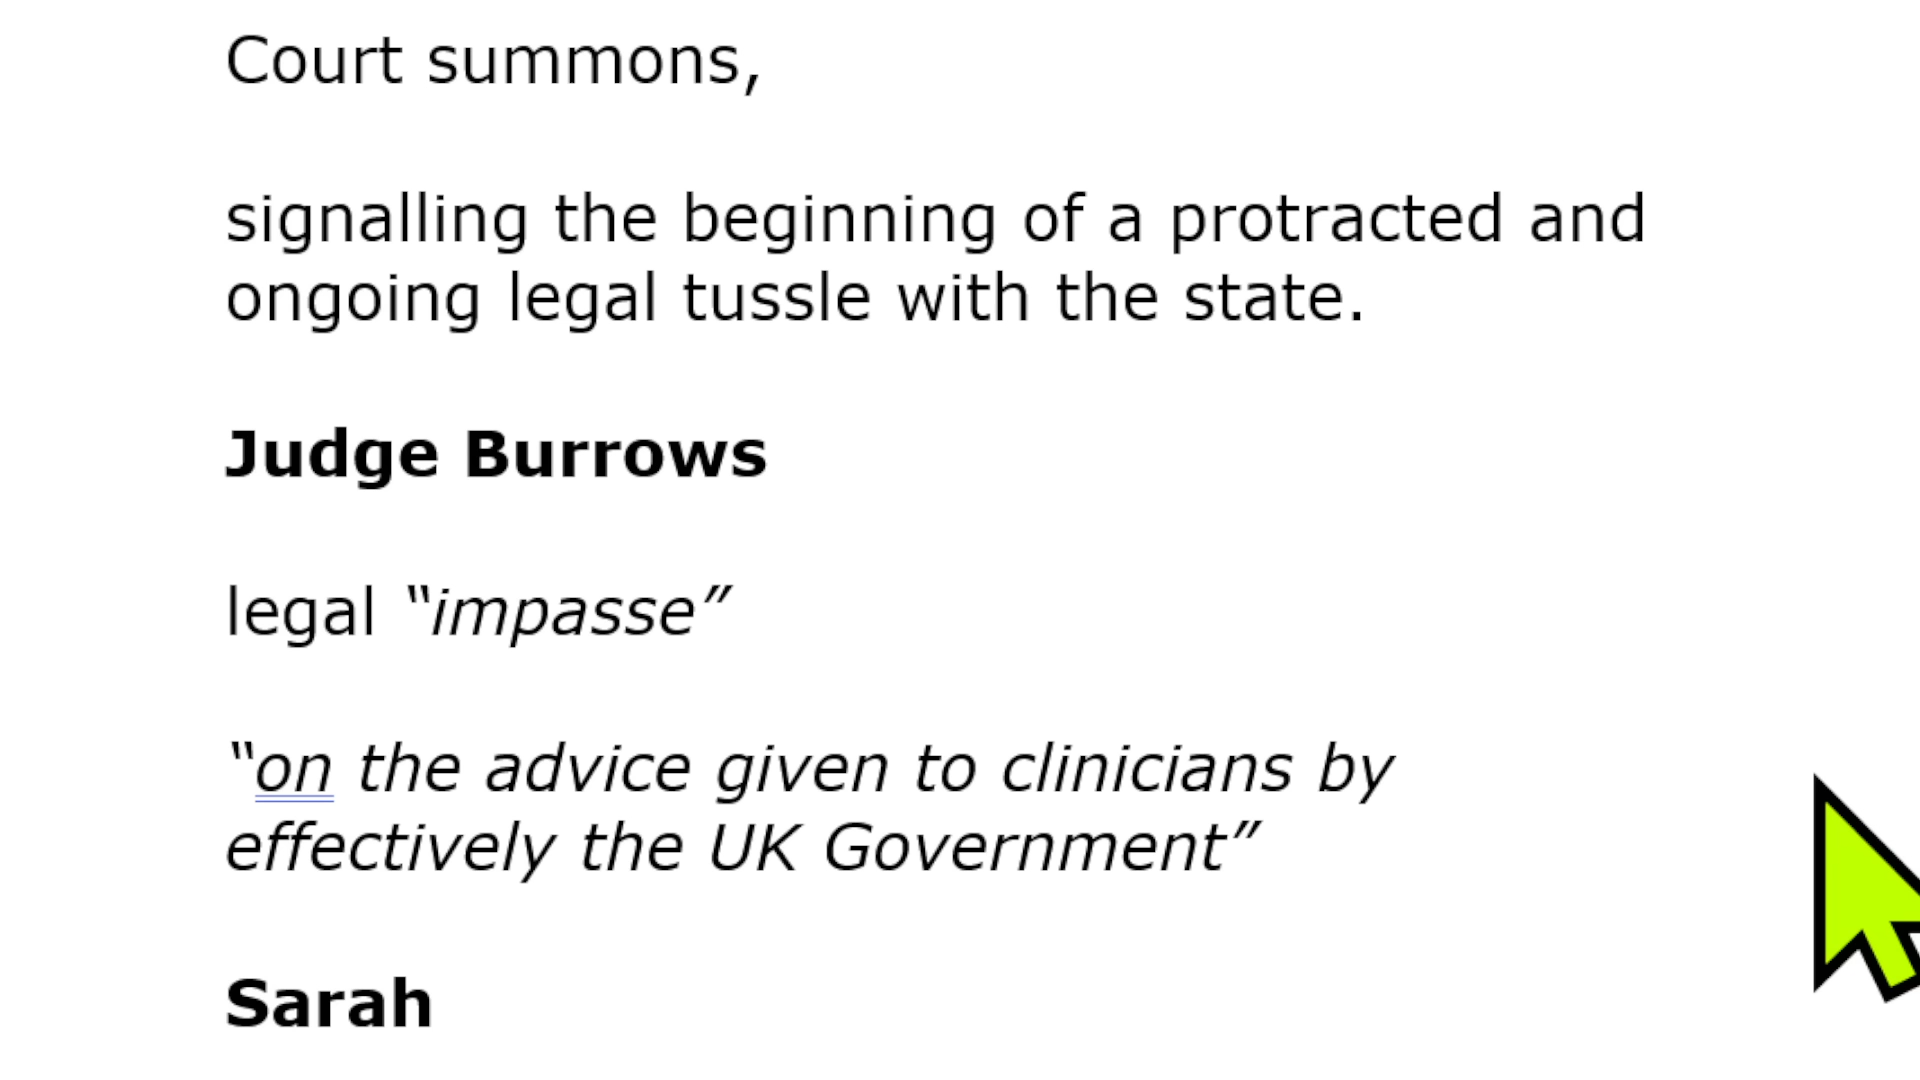 Court summons,
signalling the beginning of a protracted and
ongoing legal tussle with the state.
Judge Burrows
legal “impasse”
“on the advice given to clinicians by
effectively the UK Government”
Sarah